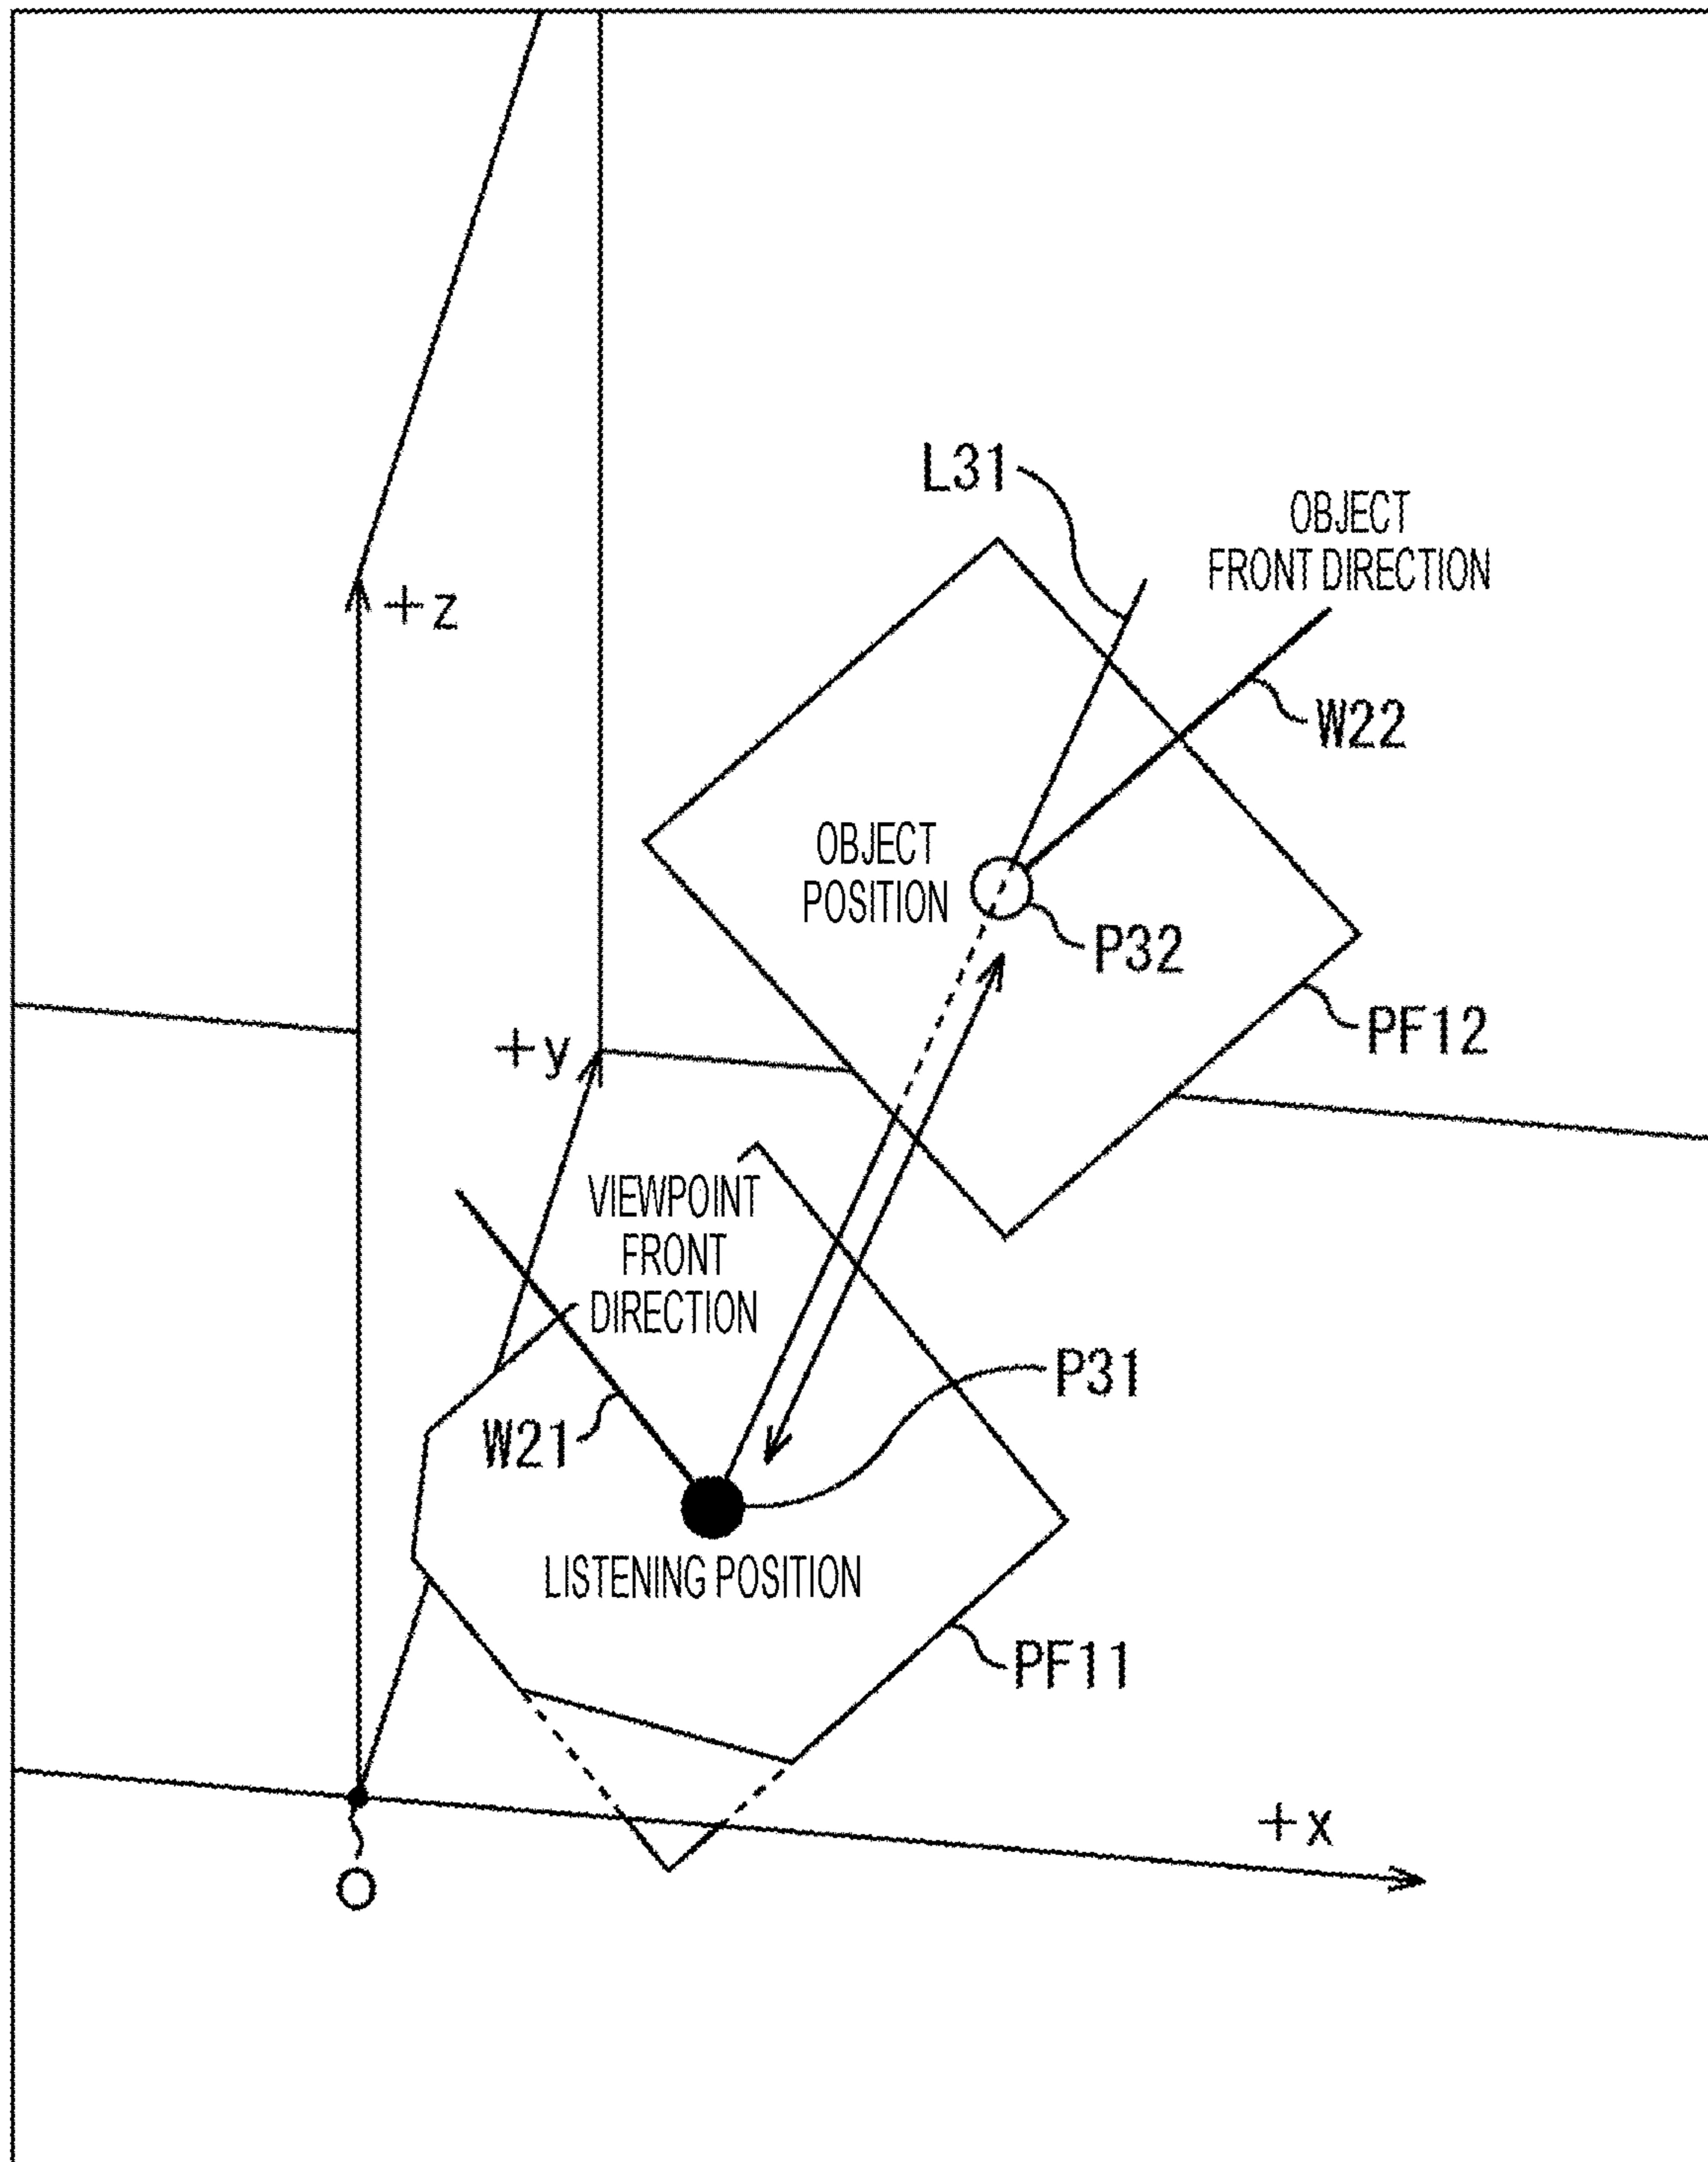 L31
OBJECT
FRONT DIRECTION
+z
W22
OBJECT
POSITION
P32
PF12
+y
VIEWPOINT
FRONT
DIRECTION
P31
W21
LISTENING POSITION
PF11
+x
O